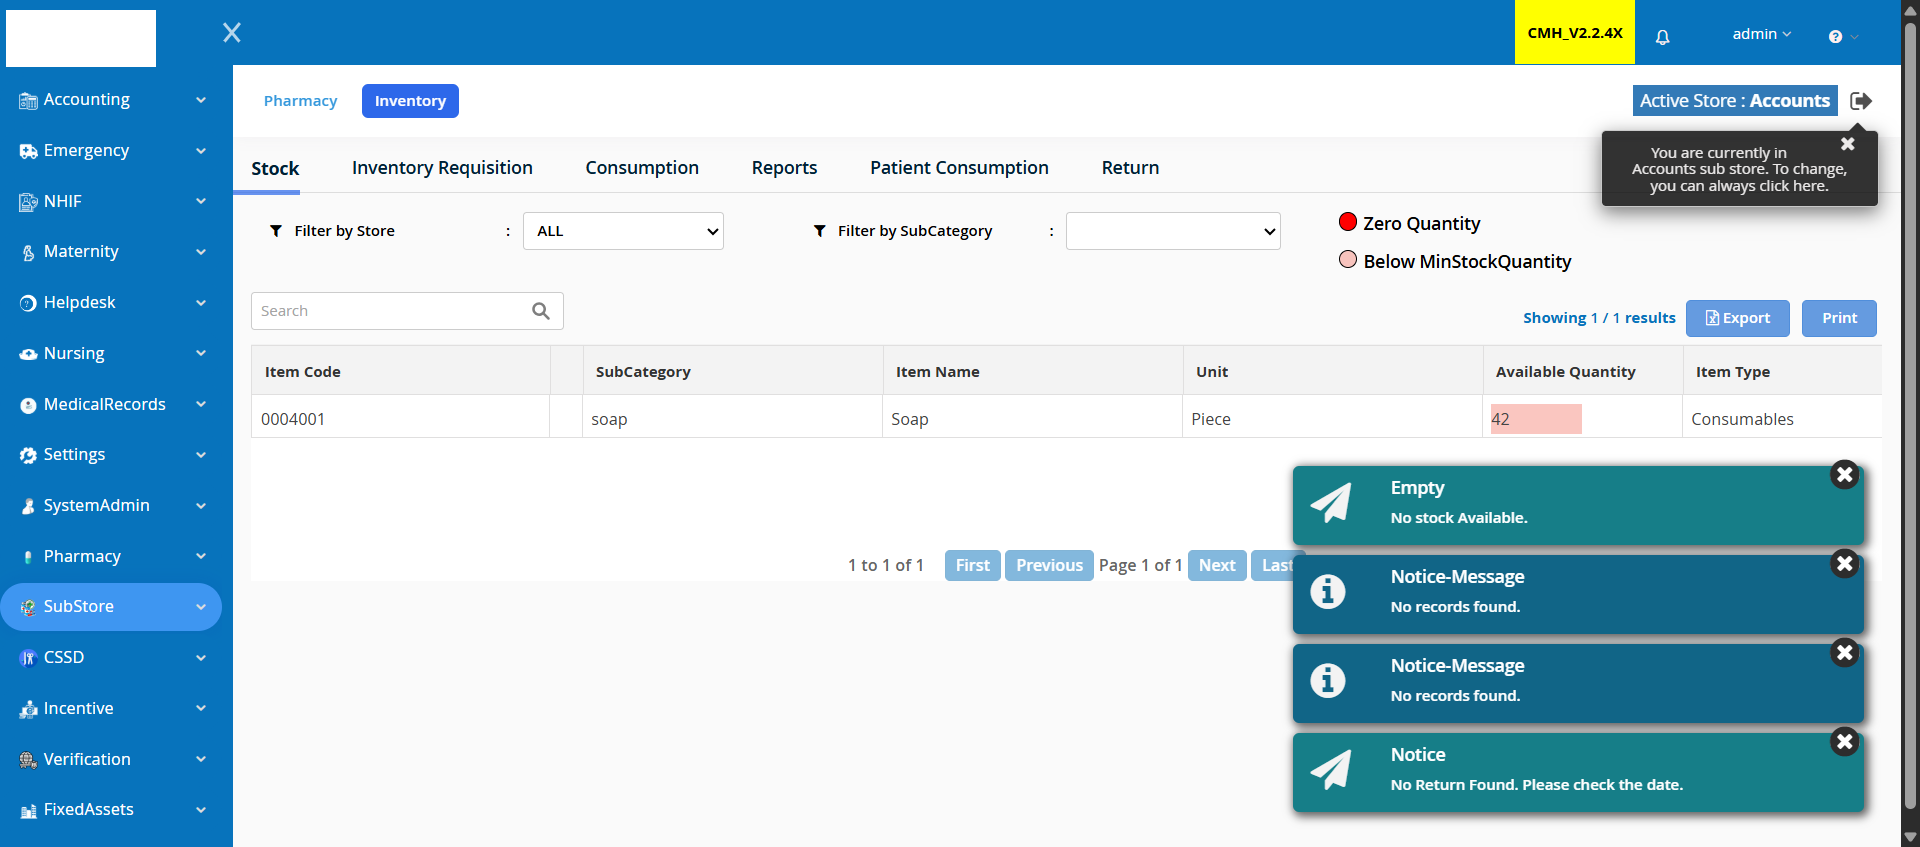 CMH_V2.2.4X
admin
Accounting
Emergency
NHIF
Maternity
Helpdesk
Nursing
MedicalRecords
Settings
SystemAdmin
Pharmacy
SubStore
CSSD
Incentive
Verification
FixedAssets
Pharmacy
Inventory
Active Store : Accounts
You are currently in
Accounts sub store. To change,
you can always click here.
Stock
Inventory Requisition
Consumption
Reports
Patient Consumption
Return
Filter by Store :
ALL
Filter by SubCategory :
Zero Quantity
Below MinStockQuantity
Search
Showing 1 / 1 results
Export
Print
Item Code SubCategory Item Name Unit Available Quantity Item Type
0004001 soap Soap Piece 42 Consumables
1 to 1 of 1 First Previous Page 1 of 1 Next Last
Empty
No stock Available.
Notice-Message
No records found.
Notice-Message
No records found.
Notice
No Return Found. Please check the date.